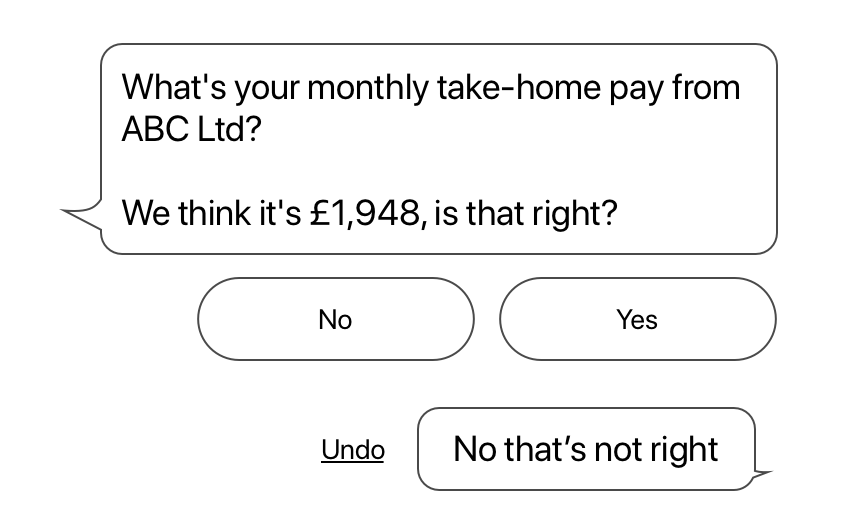 What's your monthly take-home pay from
ABC Ltd?
We think it's £1,948, is that right?
No
Yes
Undo
No that’s not right